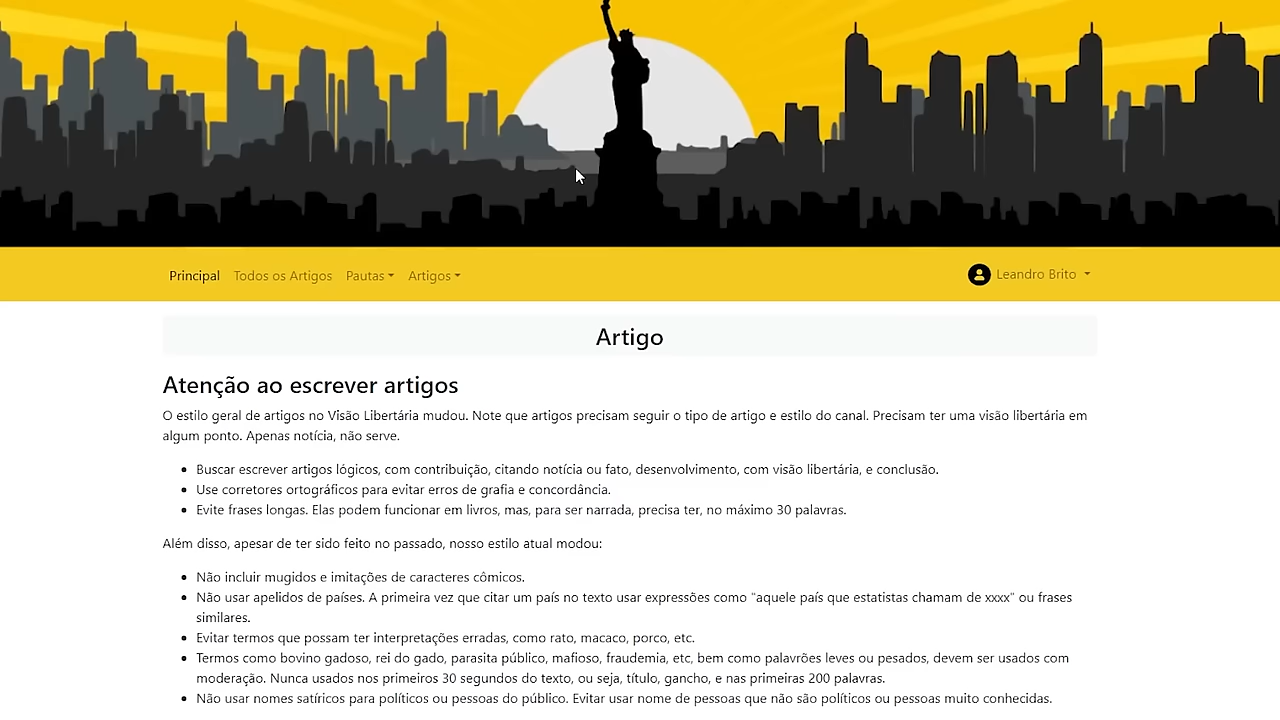 Principal Todos os Artigos Pautas Artigos Leandro Brito
Artigo
Atenção ao escrever artigos
O estilo geral de artigos no Visão Libertária mudou. Note que artigos precisam seguir o tipo de artigo e estilo do canal. Precisam ter uma visão libertária em
algum ponto. Apenas notícia, não serve.
Buscar escrever artigos lógicos, com contribuição, citando notícia ou fato, desenvolvimento, com visão libertária, e conclusão.
Use corretores ortográficos para evitar erros de grafia e concordância.
Evite frases longas. Elas podem funcionar em livros, mas, para ser narrada, precisa ter, no máximo 30 palavras.
Além disso, apesar de ter sido feito no passado, nosso estilo atual modou:
Não incluir mugidos e imitações de caracteres cômicos.
Não usar apelidos de países. A primeira vez que citar um país no texto usar expressões como "aquele país que estatistas chamam de xxxx" ou frases
similares.
Evitar termos que possam ter interpretações erradas, como rato, macaco, porco, etc.
Termos como bovino gadoso, rei do gado, parasita público, mafioso, fraudemia, etc, bem como palavrões leves ou pesados, devem ser usados com
moderação. Nunca usados nos primeiros 30 segundos do texto, ou seja, título, gancho, e nas primeiras 200 palavras.
Não usar nomes satíricos para políticos ou pessoas do público. Evitar usar nome de pessoas que não são políticos ou pessoas muito conhecidas.